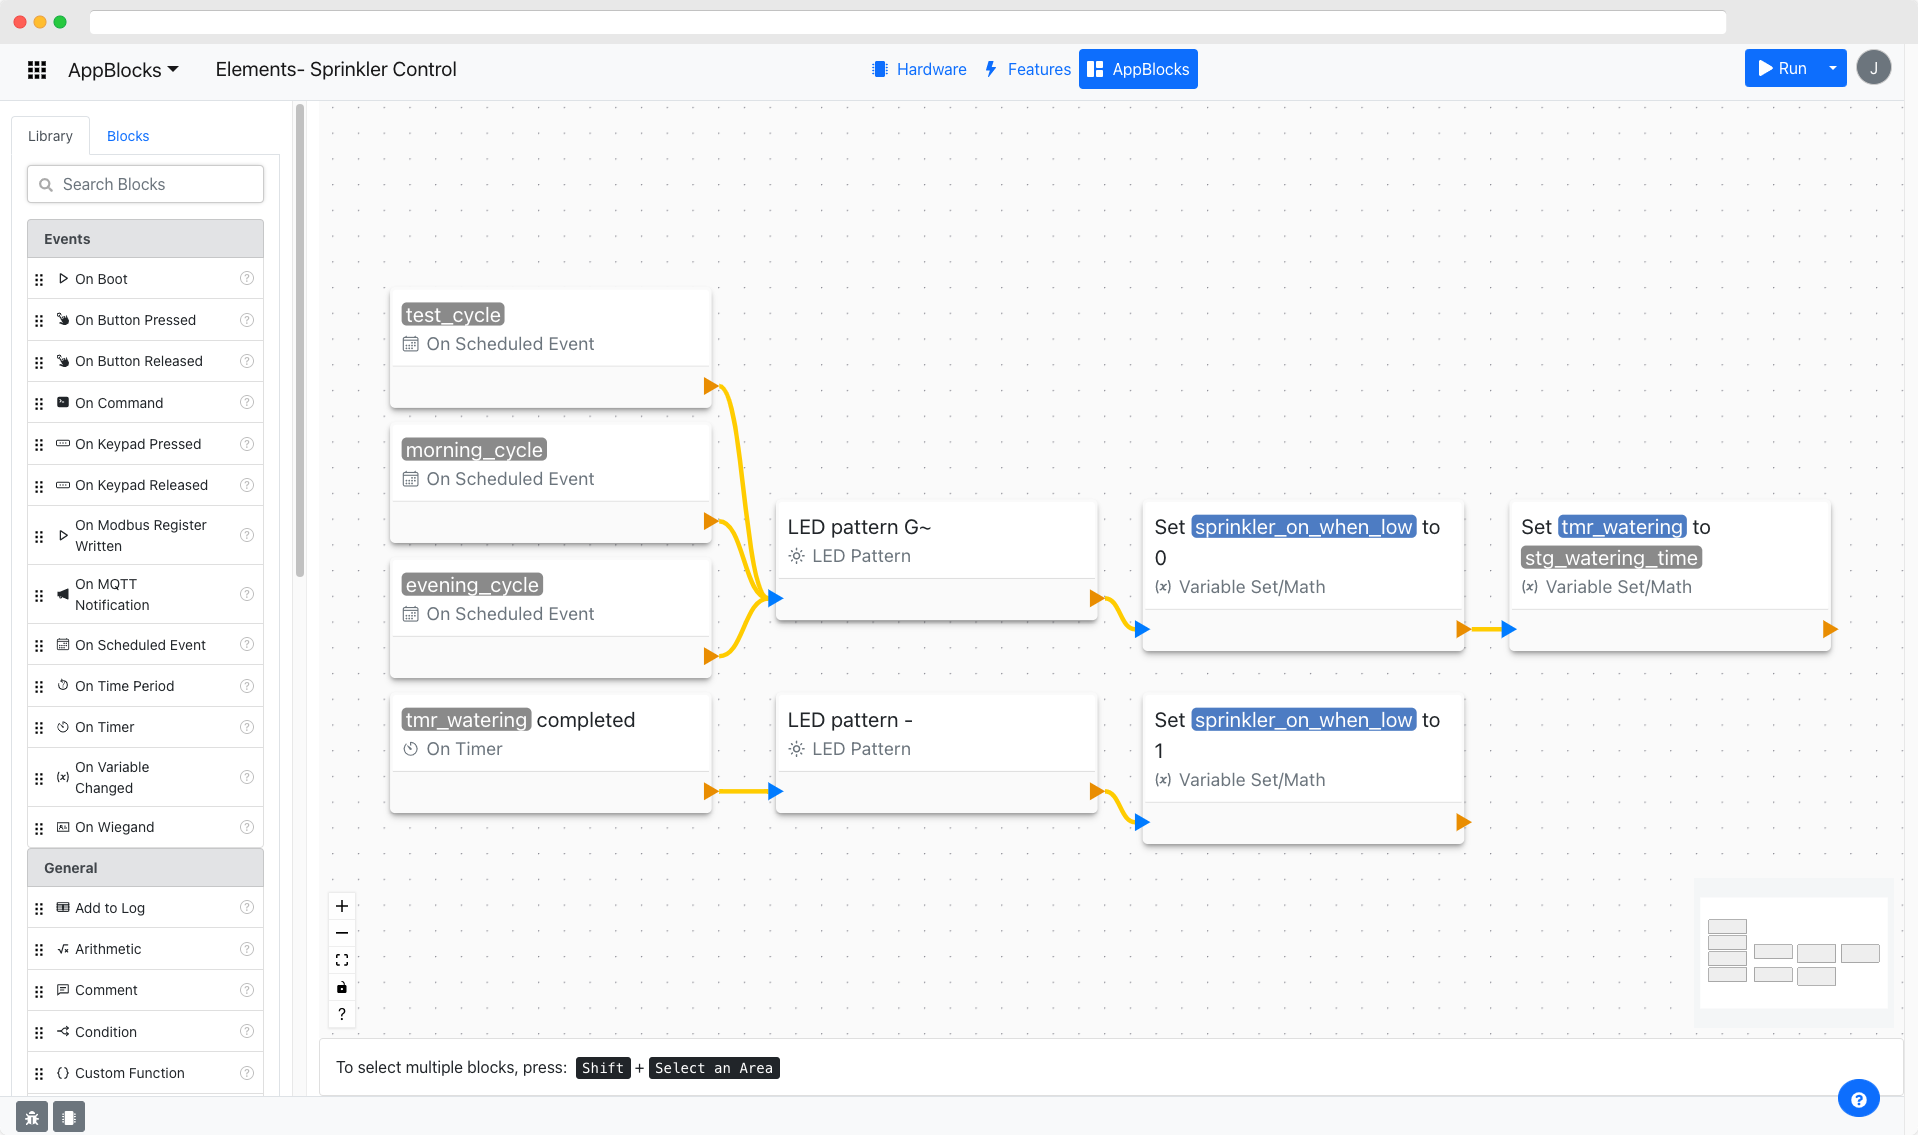 AppBlocks
Elements- Sprinkler Control
Hardware
Features
AppBlocks
Run
J
Library
Blocks
Search Blocks
Events
On Boot
On Button Pressed
On Button Released
On Command
On Keypad Pressed
On Keypad Released
On Modbus Register
Written
On MQTT
Notification
On Scheduled Event
On Time Period
On Timer
On Variable
Changed
On Wiegand
General
Add to Log
Arithmetic
Comment
Condition
Custom Function
test_cycle
On Scheduled Event
morning_cycle
On Scheduled Event
evening_cycle
On Scheduled Event
tmr_watering completed
On Timer
LED pattern G~
LED Pattern
LED pattern -
LED Pattern
Set sprinkler_on_when_low to
0
(x) Variable Set/Math
Set sprinkler_on_when_low to
1
(x) Variable Set/Math
Set tmr_watering to
stg_watering_time
(x) Variable Set/Math
To select multiple blocks, press: Shift + Select an Area